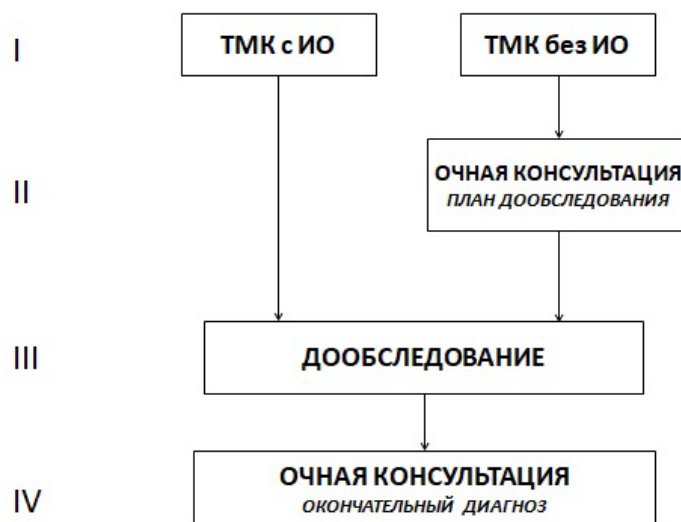 I
ТМК с ИО
ТМК без ИО
II
ОЧНАЯ КОНСУЛЬТАЦИЯ
ПЛАН ДООБСЛЕДОВАНИЯ
III
ДООБСЛЕДОВАНИЕ
IV
ОЧНАЯ КОНСУЛЬТАЦИЯ
ОКОНЧАТЕЛЬНЫЙ ДИАГНОЗ